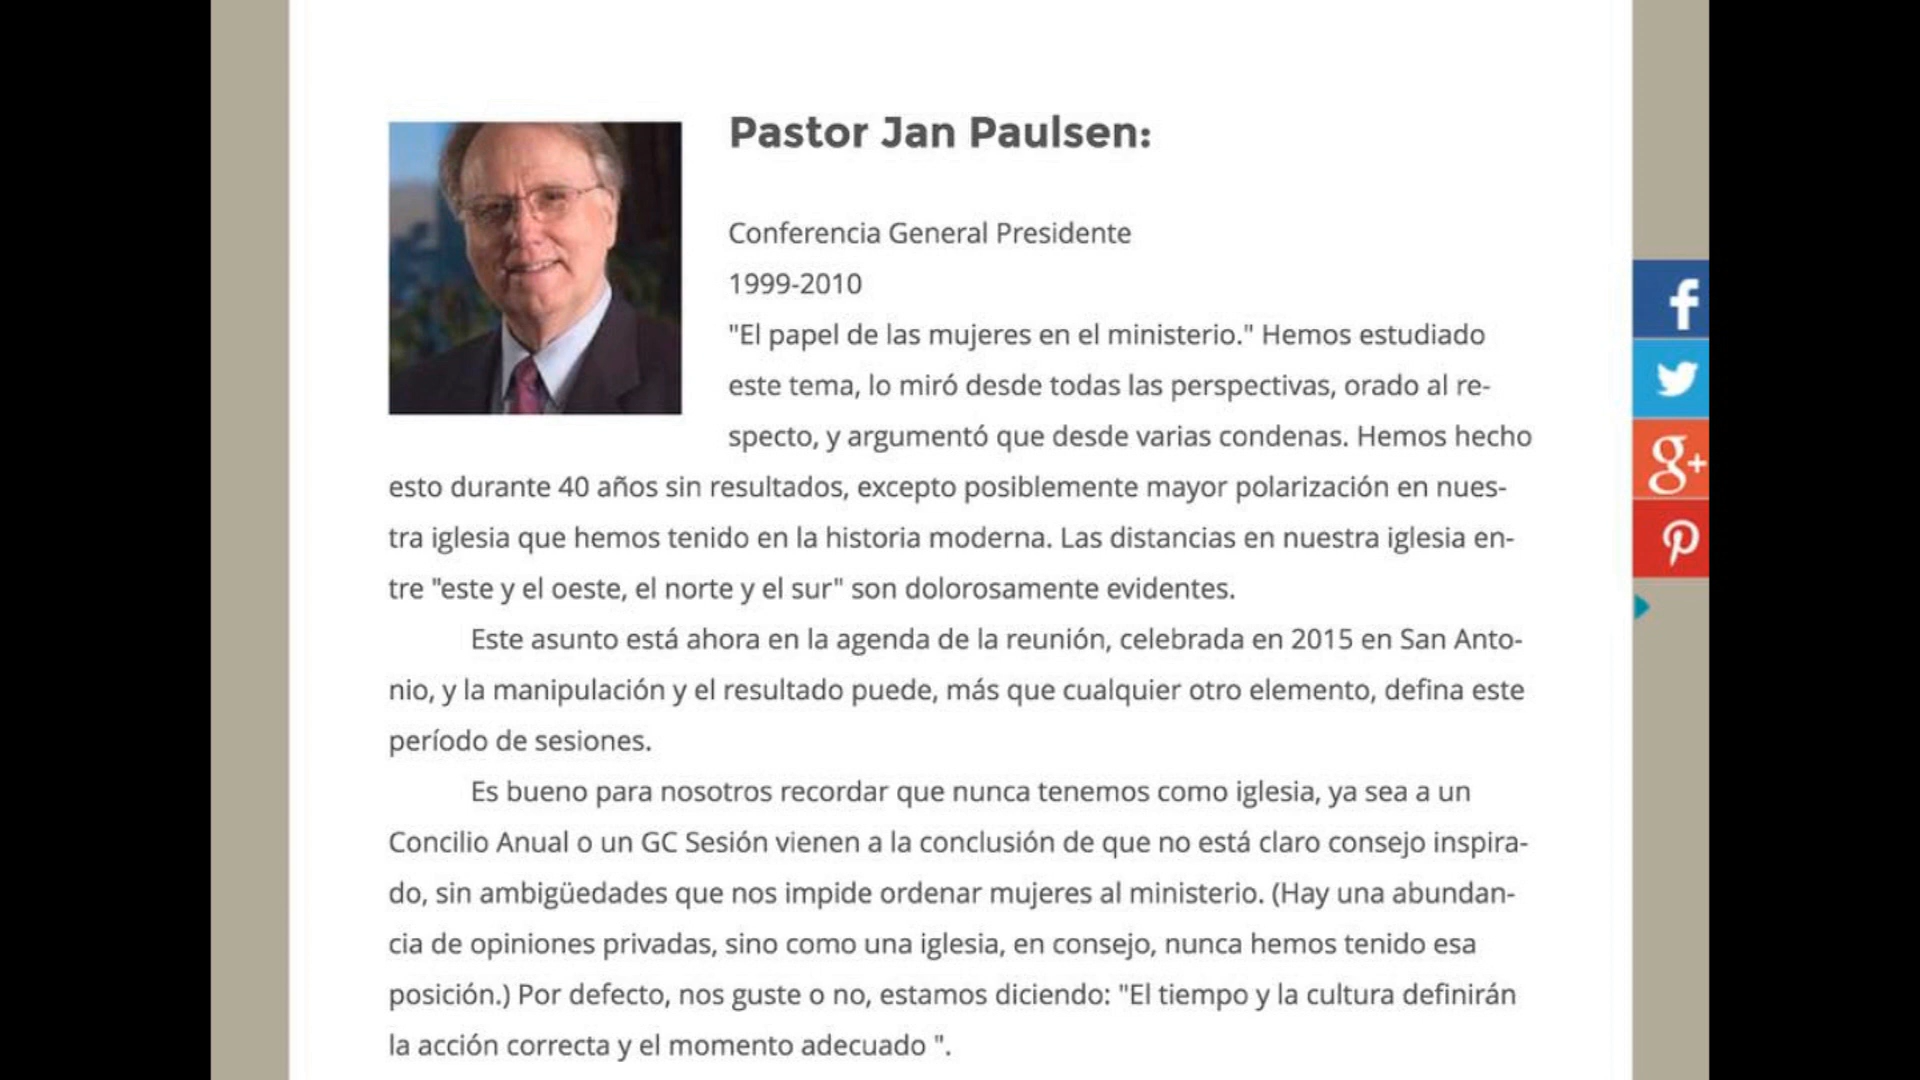 Pastor Jan Paulsen:
Conferencia General Presidente
1999-2010
"El papel de las mujeres en el ministerio." Hemos estudiado
este tema, lo miró desde todas las perspectivas, orado al re-
specto, y argumentó que desde varias condenas. Hemos hecho
esto durante 40 años sin resultados, excepto posiblemente mayor polarización en nues-
tra iglesia que hemos tenido en la historia moderna. Las distancias en nuestra iglesia en-
tre "este y el oeste, el norte y el sur" son dolorosamente evidentes.
Este asunto está ahora en la agenda de la reunión, celebrada en 2015 en San Anto-
nio, y la manipulación y el resultado puede, más que cualquier otro elemento, defina este
período de sesiones.
Es bueno para nosotros recordar que nunca tenemos como iglesia, ya sea a un
Concilio Anual o un GC Sesión vienen a la conclusión de que no está claro consejo inspira-
do, sin ambigüedades que nos impide ordenar mujeres al ministerio. (Hay una abundan-
cia de opiniones privadas, sino como una iglesia, en consejo, nunca hemos tenido esa
posición.) Por defecto, nos guste o no, estamos diciendo: "El tiempo y la cultura definirán
la acción correcta y el momento adecuado ".
f
g+